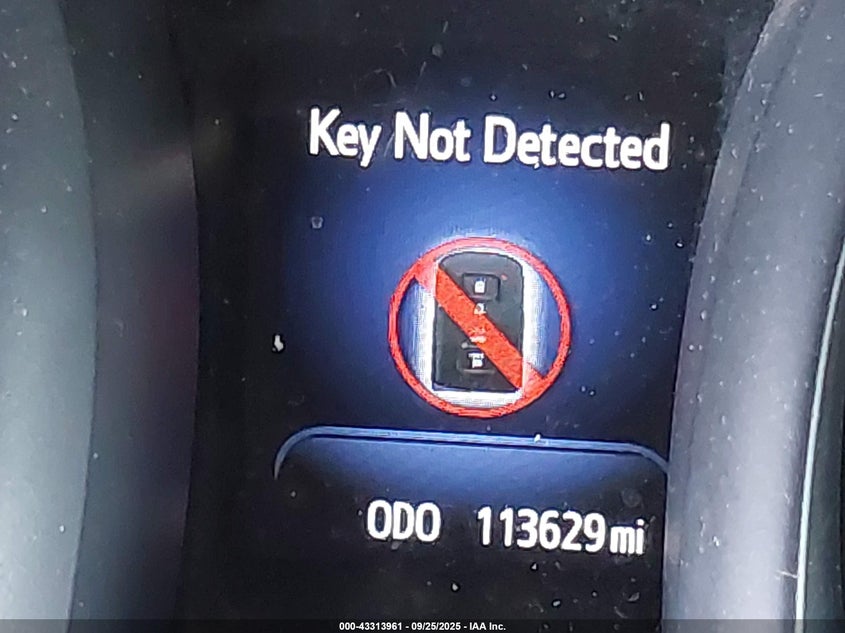 Key Not Detected
ODO 113629 mi
000-43313961 - 09/25/2025 - IAA Inc.